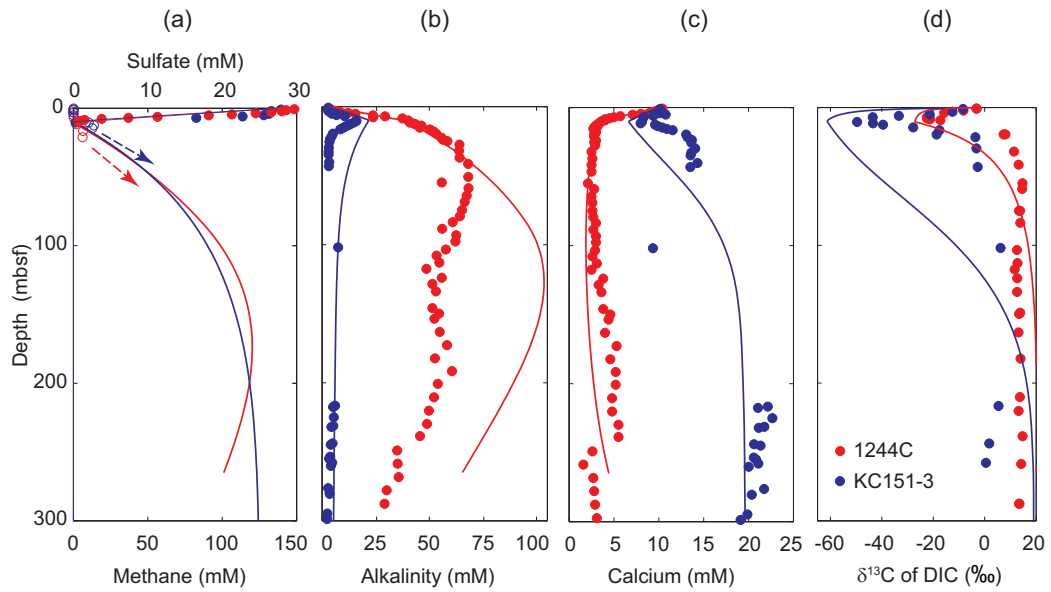 (a) (b) (c) (d)
Sulfate (mM)
0 10 20 30
0
100
200
300
Depth (mbsf)
0 50 100 150
Methane (mM)
0 25 50 75 100
Alkalinity (mM)
0 5 10 15 20 25
Calcium (mM)
-60 -40 -20 0 20
δ¹³C of DIC (‰)
1244C
KC151-3